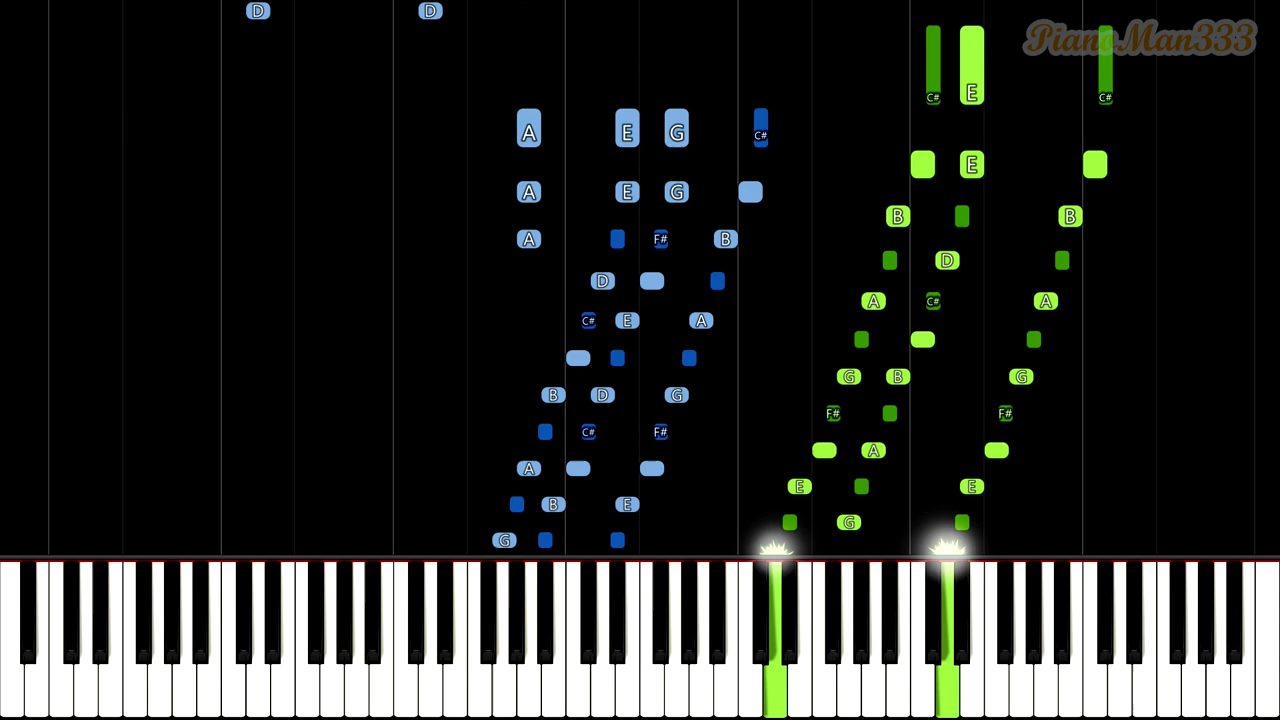 D D
PianoMan333
C# E C#
A E G C#
E
A E G
B B
A F# B
D D
C# E A A C# A
B D G G B G
C# F# F# F#
A A
B E E E
G
G